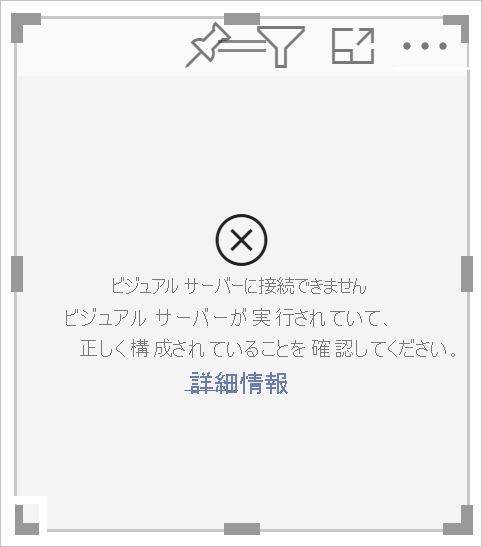 ビジュアル サーバーに接続できません
ビジュアル サーバーが実行されていて、
正しく構成されていることを確認してください。
詳細情報